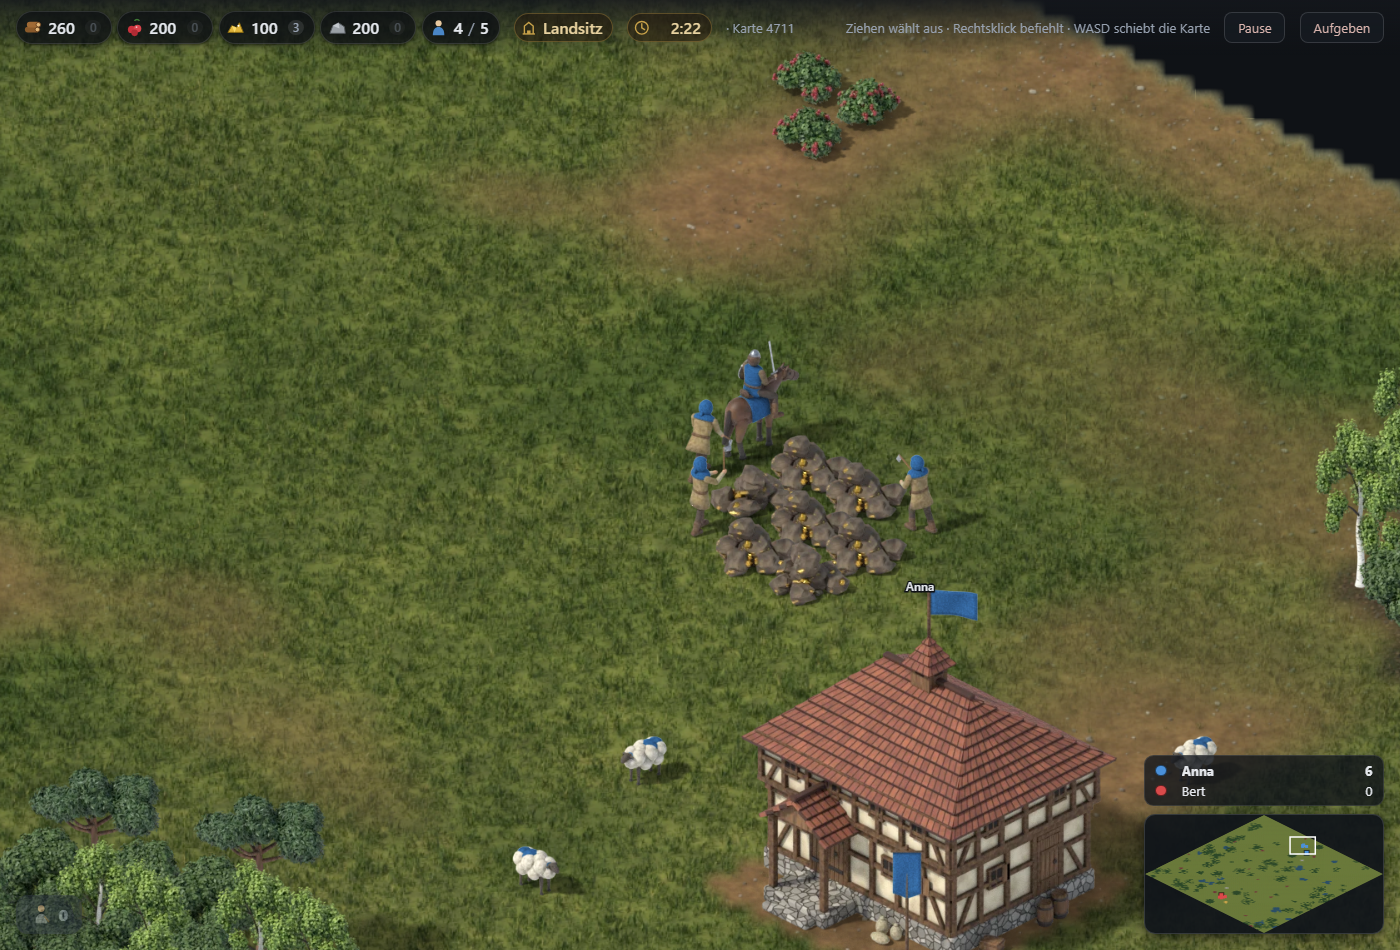 260 0 200 0 100 3 200 0 4 / 5 Landsitz 2:22 · Karte 4711 Ziehen wählt aus · Rechtsklick befiehlt · WASD schiebt die Karte Pause Aufgeben
Anna
Anna 6
Bert 0
0